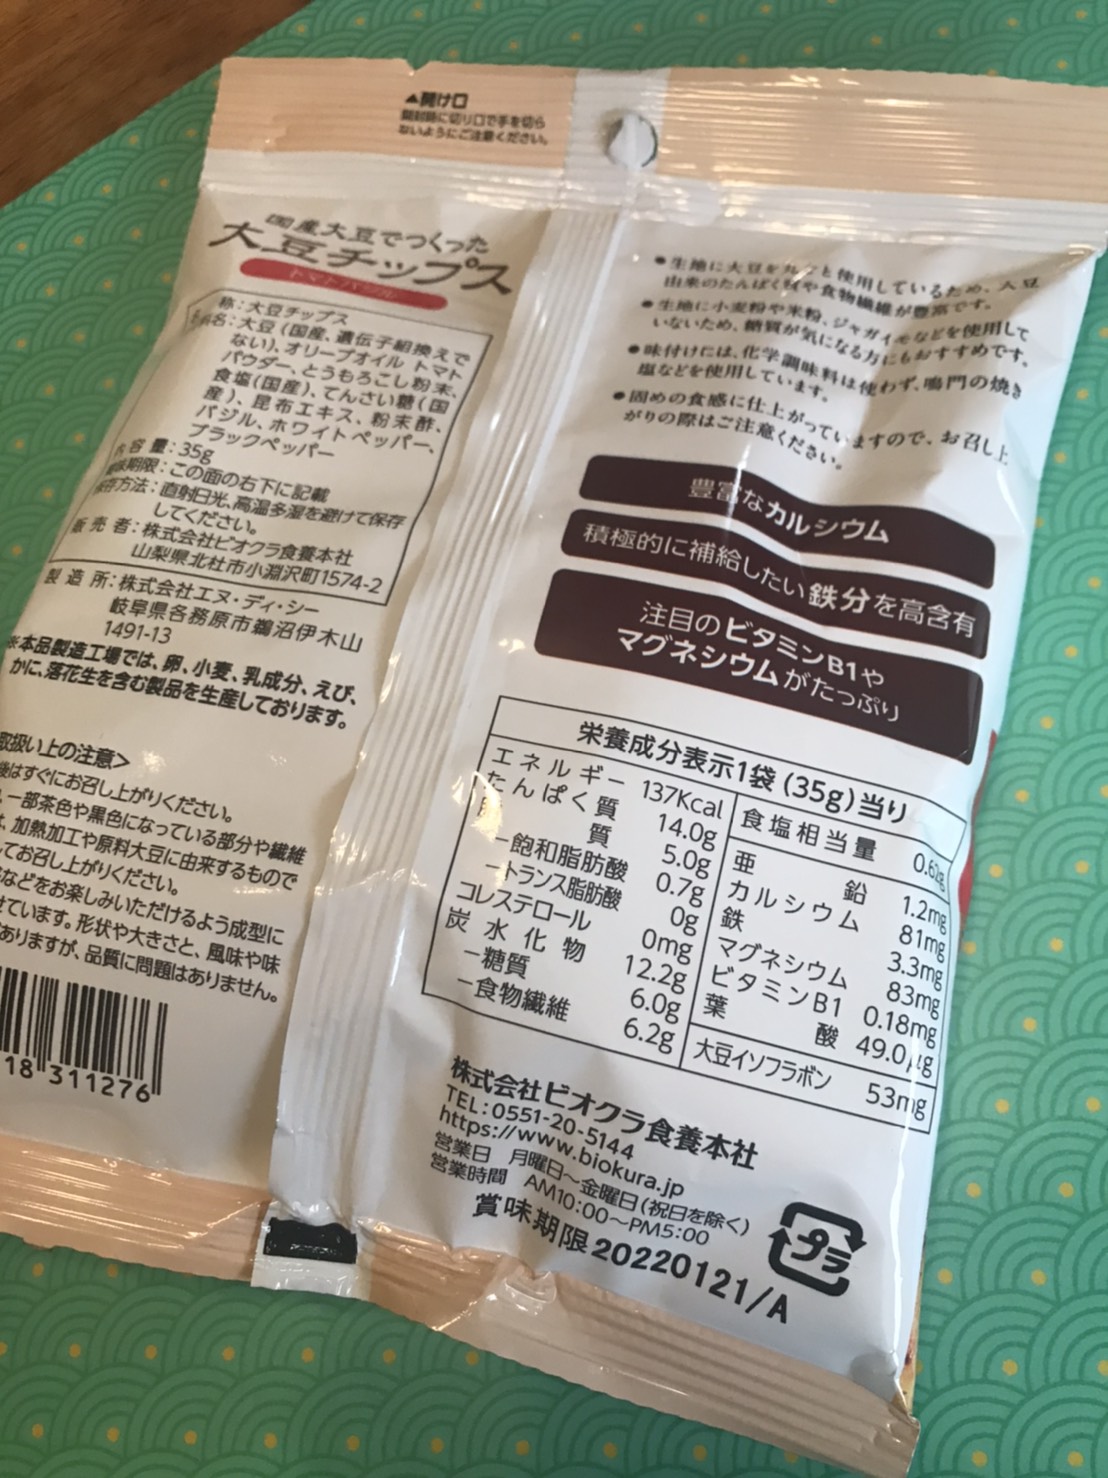 ▲開け口
開封時に切り口で手を切ら
ないようにご注意ください。
国産大豆でつくった
大豆チップス
トマトバジル
称:大豆チップス
名:大豆(国産、遺伝子組換えで
ない)、オリーブオイル トマト
パウダー、とうもろこし粉末、
食塩(国産)、てんさい糖(国
産)、昆布エキス、粉末酢、
バジル、ホワイトペッパー、
ブラックペッパー
内容量:35g
味期限:この面の右下に記載
存方法:直射日光、高温多湿を避けて保存
してください。
販売者:株式会社ビオクラ食養本社
山梨県北杜市小淵沢町1574-2
製造所:株式会社エヌ・ディ・シー
岐阜県各務原市鵜沼伊木山
1491-13
※本品製造工場では、卵、小麦、乳成分、えび、
かに、落花生を含む製品を生産しております。
取扱い上の注意>
後はすぐにお召し上がりください。
、一部茶色や黒色になっている部分や繊維
は、加熱加工や原料大豆に由来するもので
てお召し上がりください。
などをお楽しみいただけるよう成型に
せています。形状や大きさと、風味や味
ありますが、品質に問題はありません。
18 311276
●生地に大豆を丸ごと使用しているため、大豆
由来のたんぱく質や食物繊維が豊富です。
●生地に小麦粉や米粉、ジャガイモなどを使用して
いないため、糖質が気になる方にもおすすめです。
●味付けには、化学調味料は使わず、鳴門の焼き
塩などを使用しています。
●固めの食感に仕上がっていますので、お召し上
がりの際はご注意ください。
豊富なカルシウム
積極的に補給したい鉄分を高含有
注目のビタミンB1や
マグネシウムがたっぷり
栄養成分表示1袋(35g)当り
エネルギー 137Kcal
たんぱく質 14.0g
脂質 5.0g
ー飽和脂肪酸 0.7g
ートランス脂肪酸 0g
コレステロール 0mg
炭水化物 12.2g
ー糖質 6.0g
ー食物繊維 6.2g
食塩相当量 0.62g
亜鉛 1.2mg
カルシウム 81mg
鉄 3.3mg
マグネシウム 83mg
ビタミンB1 0.18mg
葉酸 49.0μg
大豆イソフラボン 53mg
株式会社ビオクラ食養本社
TEL:0551-20-5144
https://www.biokura.jp
営業日 月曜日~金曜日(祝日を除く)
営業時間 AM10:00~PM5:00
賞味期限20220121/A
プラ